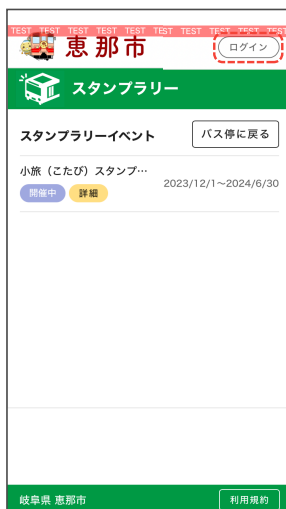 TEST TEST TEST TEST TEST TEST TEST TEST TEST TEST
恵那市
ログイン
スタンプラリー
スタンプラリーイベント
バス停に戻る
小旅（こたび）スタンプ…
2023/12/1~2024/6/30
開催中
詳細
岐阜県 恵那市
利用規約